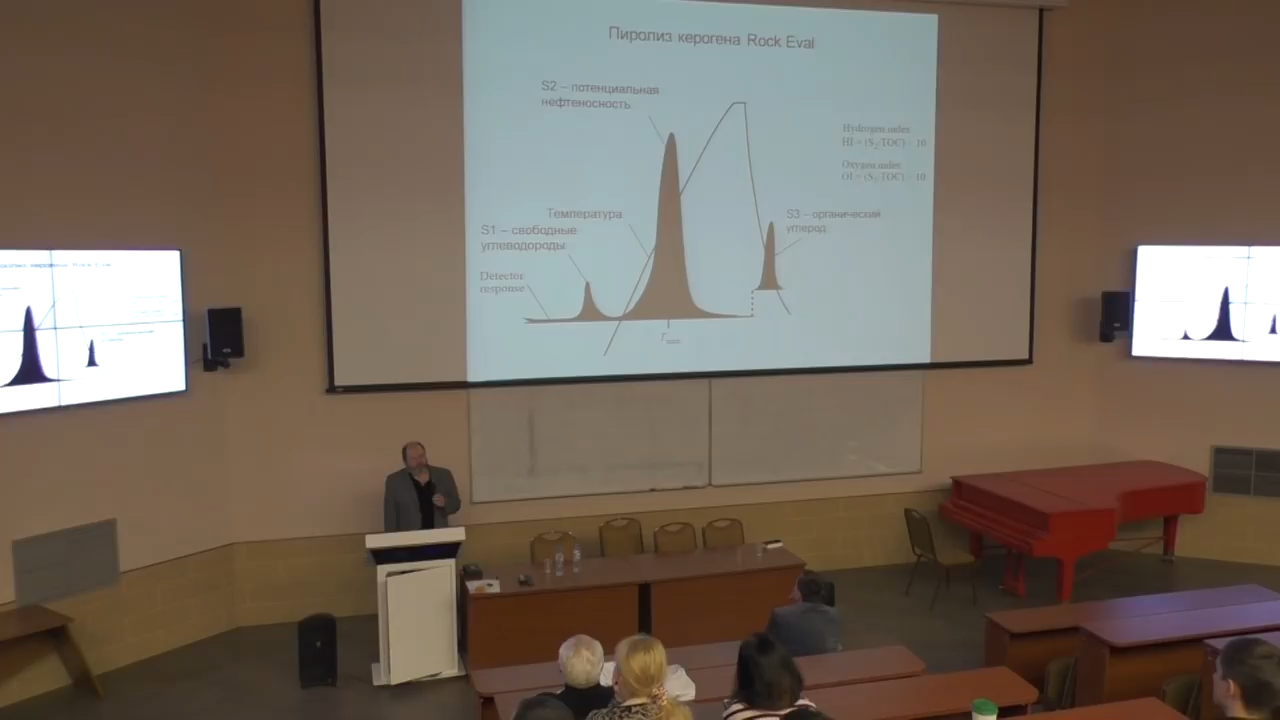 Пиролиз керогена Rock Eval
S2 – потенциальная
нефтеносность
Hydrogen index
Oxygen index
Температура
S1 – свободные
углеводороды
S3 – органический
углерод
Detector
response